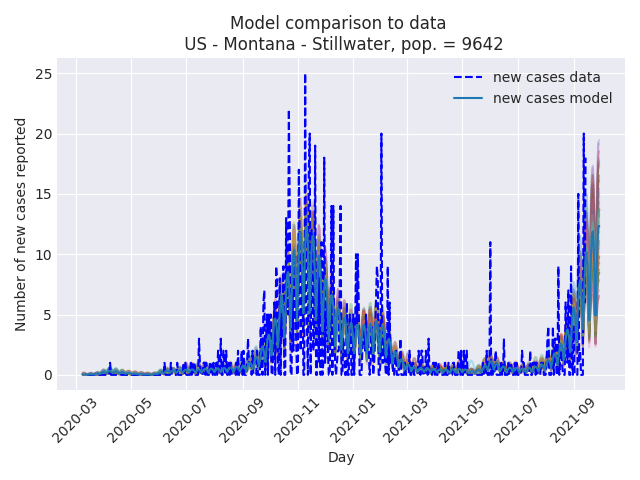 Model comparison to data
US - Montana - Stillwater, pop. = 9642
new cases data
new cases model
Number of new cases reported
25
20
15
10
5
0
2020-03
2020-05
2020-07
2020-09
2020-11
2021-01
2021-03
2021-05
2021-07
2021-09
Day